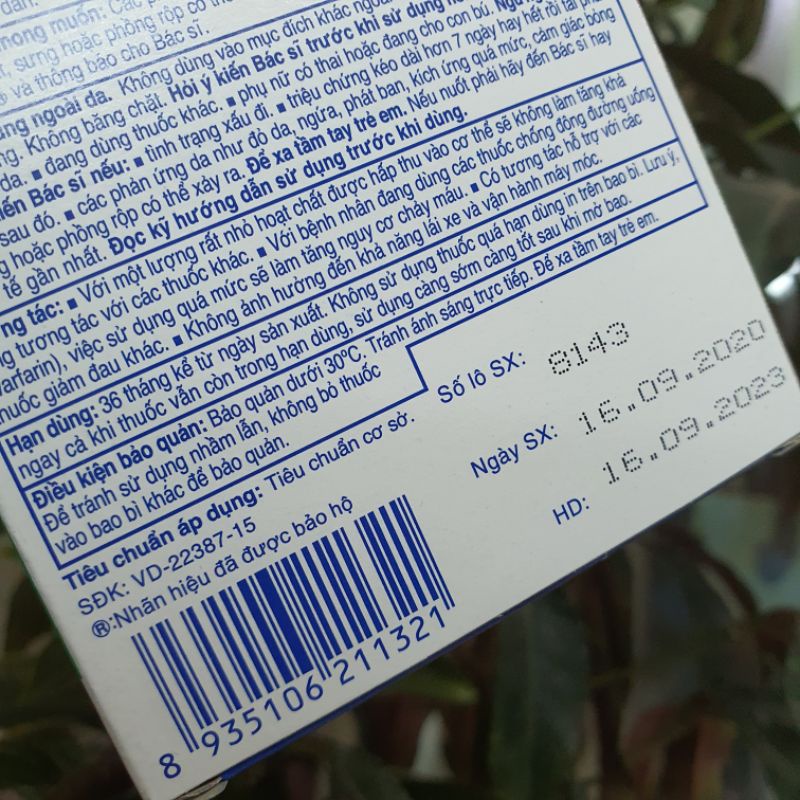 dẫn.
mong muốn: Các p
sưng hoặc phồng rộp có th
® và thông báo cho Bác sĩ.
ngoài da. Không dùng vào mục đích khác ngoài
Không băng chặt. Hỏi ý kiến Bác sĩ trước khi sử dụng
da. ▪ đang dùng thuốc khác. ▪ phụ nữ có thai hoặc đang cho con bú.
Bác sĩ nếu: ▪ tình trạng xấu đi. ▪ triệu chứng kéo dài hơn 7 ngày hay hết rồi tái
sau đó. ▪ các phản ứng da như đỏ da, ngứa, phát ban, kích ứng quá mức, cảm giác bỏng
hoặc phồng rộp có thể xảy ra. Để xa tầm tay trẻ em. Nếu nuốt phải hãy đến Bác sĩ hay
tế gần nhất. Đọc kỹ hướng dẫn sử dụng trước khi dùng.
ng tác: ▪ Với một lượng rất nhỏ hoạt chất được hấp thu vào cơ thể sẽ không làm tăng khả
tương tác với các thuốc khác. ▪ Với bệnh nhân đang dùng các thuốc chống đông đường uống
warfarin), việc sử dụng quá mức sẽ làm tăng nguy cơ chảy máu. ▪ Có tương tác hỗ trợ với các
huốc giảm đau khác. ▪ Không ảnh hưởng đến khả năng lái xe và vận hành máy móc.
Hạn dùng: 36 tháng kể từ ngày sản xuất. Không sử dụng thuốc quá hạn dùng in trên bao bì. Lưu ý,
ngay cả khi thuốc vẫn còn trong hạn dùng, sử dụng càng sớm càng tốt sau khi mở bao.
Điều kiện bảo quản: Bảo quản dưới 30ºC. Tránh ánh sáng trực tiếp. Để xa tầm tay trẻ em.
Để tránh sử dụng nhầm lẫn, không bỏ thuốc
vào bao bì khác để bảo quản.
Tiêu chuẩn áp dụng: Tiêu chuẩn cơ sở.
SĐK: VD-22387-15
®:Nhãn hiệu đã được bảo hộ
Số lô SX: 8143
Ngày SX: 16.09.2020
HD: 16.09.2023
8 935106 211321